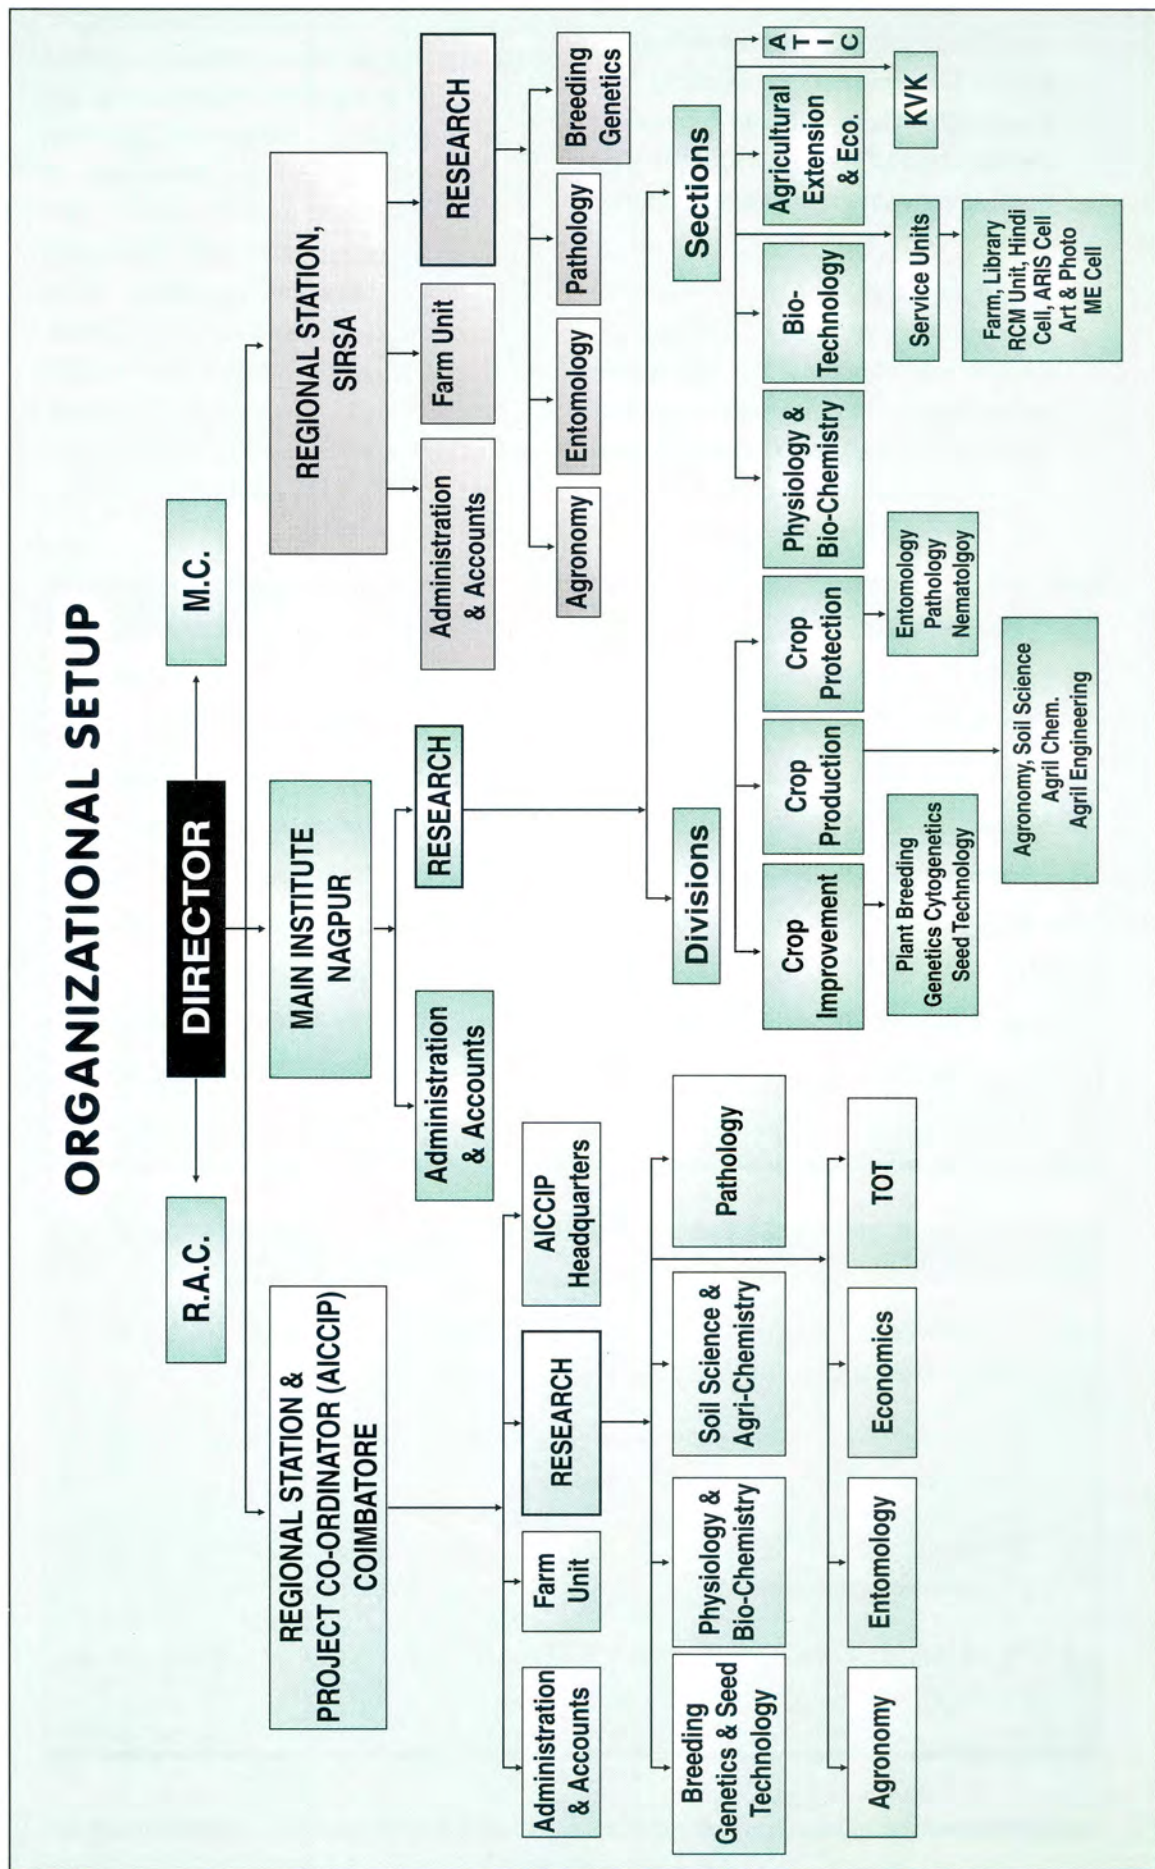 ORGANIZATIONAL SETUP
R.A.C.
DIRECTOR
M.C.
REGIONAL STATION &
PROJECT CO-ORDINATOR (AICCIP)
COIMBATORE
MAIN INSTITUTE
NAGPUR
REGIONAL STATION,
SIRSA
Administration
& Accounts
Farm
Unit
RESEARCH
AICCIP
Headquarters
Administration
& Accounts
RESEARCH
Administration
& Accounts
Farm Unit
RESEARCH
Agronomy
Entomology
Pathology
Breeding
Genetics
Breeding
Genetics & Seed
Technology
Physiology &
Bio-Chemistry
Soil Science &
Agri-Chemistry
Pathology
Agronomy
Entomology
Economics
TOT
Divisions
Sections
Crop
Improvement
Crop
Production
Crop
Protection
Physiology &
Bio-Chemistry
Bio-
Technology
Agricultural
Extension
& Eco.
A
T
I
C
Plant Breeding
Genetics Cytogenetics
Seed Technology
Entomology
Pathology
Nematolgoy
Service Units
KVK
Agronomy, Soil Science
Agril Chem.
Agril Engineering
Farm, Library
RCM Unit, Hindi
Cell, ARIS Cell
Art & Photo
ME Cell